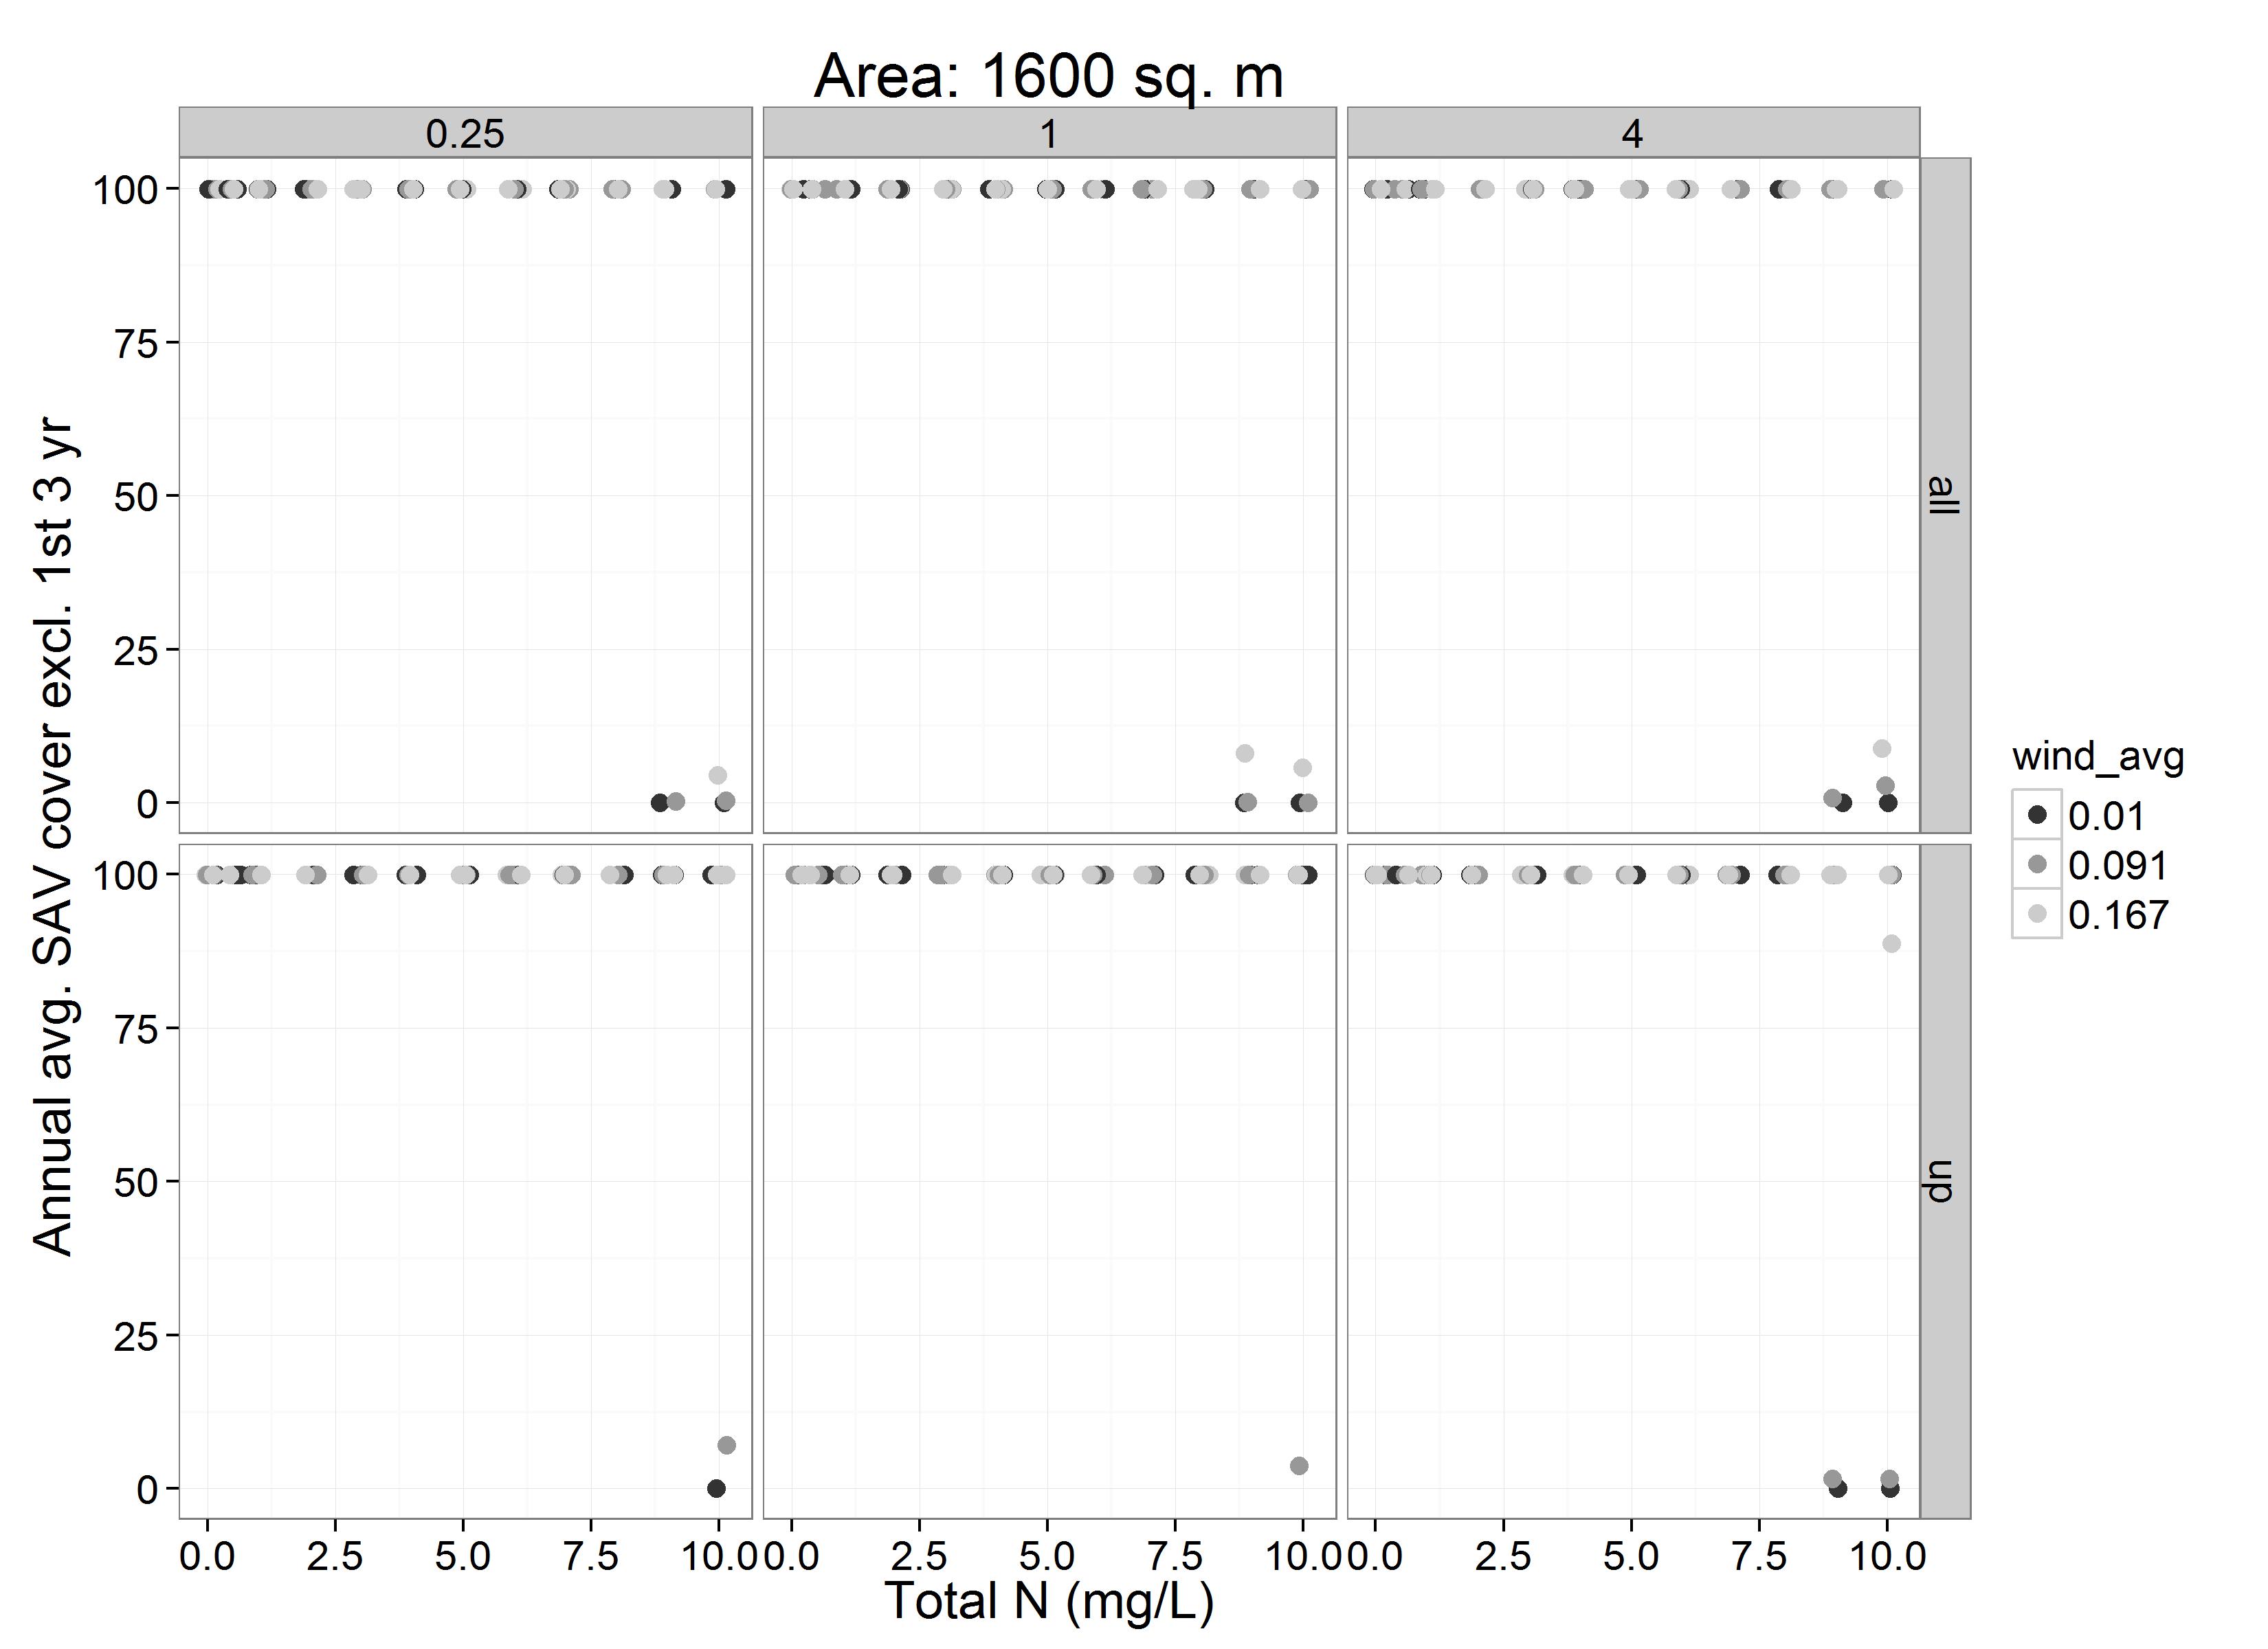 Area: 1600 sq. m
0.25 1 4
100
75
50
25
0
all
100
75
50
25
0
up
0.0 2.5 5.0 7.5 10.0 0.0 2.5 5.0 7.5 10.0 0.0 2.5 5.0 7.5 10.0
Total N (mg/L)
Annual avg. SAV cover excl. 1st 3 yr
wind_avg
0.01
0.091
0.167